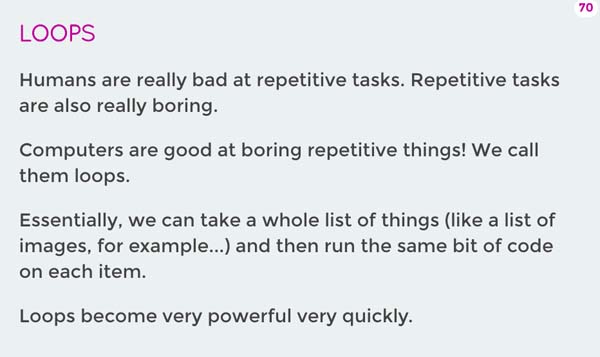 70
LOOPS
Humans are really bad at repetitive tasks. Repetitive tasks
are also really boring.
Computers are good at boring repetitive things! We call
them loops.
Essentially, we can take a whole list of things (like a list of
images, for example...) and then run the same bit of code
on each item.
Loops become very powerful very quickly.